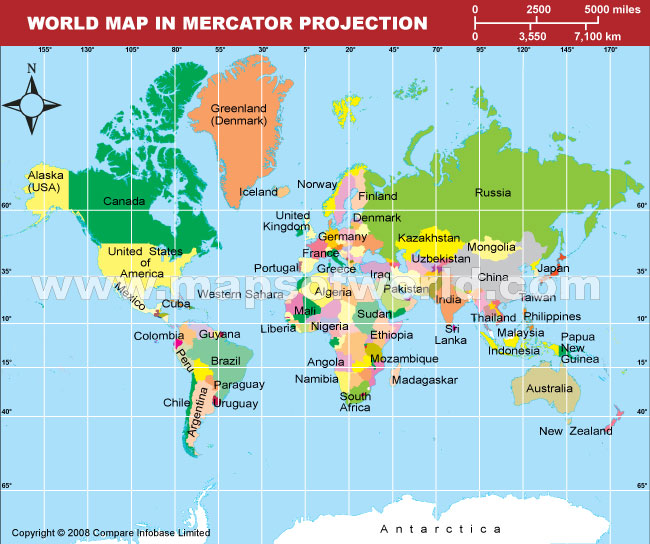 WORLD MAP IN MERCATOR PROJECTION
0 2500 5000 miles
0 3,550 7,100 km
155° 130° 105° 80° 55° 30° 5° 20° 45° 70° 95° 120° 145° 170°
N
Greenland
(Denmark)
Alaska
(USA)
Canada
Iceland
Norway
Finland
Russia
60° 60°
United
Kingdom
Denmark
Germany
Kazakhstan
Mongolia
United States
of
America
France
Uzbekistan
Portugal
Greece
Iraq
China
Japan
35° 35°
www.mapsofworld.com
Mexico
Cuba
Western Sahara
Algeria
Pakistan
India
Taiwan
10° 10°
Mali
Sudan
Thailand
Philippines
Colombia
Guyana
Liberia
Nigeria
Ethiopia
Sri
Lanka
Malaysia
Papua
New
Guinea
Indonesia
Peru
Brazil
Angola
Mozambique
15° 15°
Paraguay
Namibia
Madagaskar
Australia
Chile
Argentina
Uruguay
South
Africa
40° 40°
New Zealand
65° 65°
Antarctica
Copyright © 2008 Compare Infobase Limited